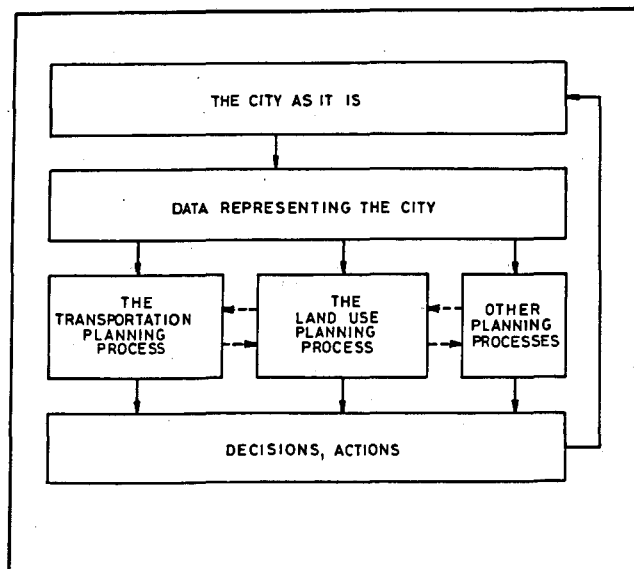 THE CITY AS IT IS
DATA REPRESENTING THE CITY
THE
TRANSPORTATION
PLANNING
PROCESS
THE
LAND USE
PLANNING
PROCESS
OTHER
PLANNING
PROCESSES
DECISIONS, ACTIONS